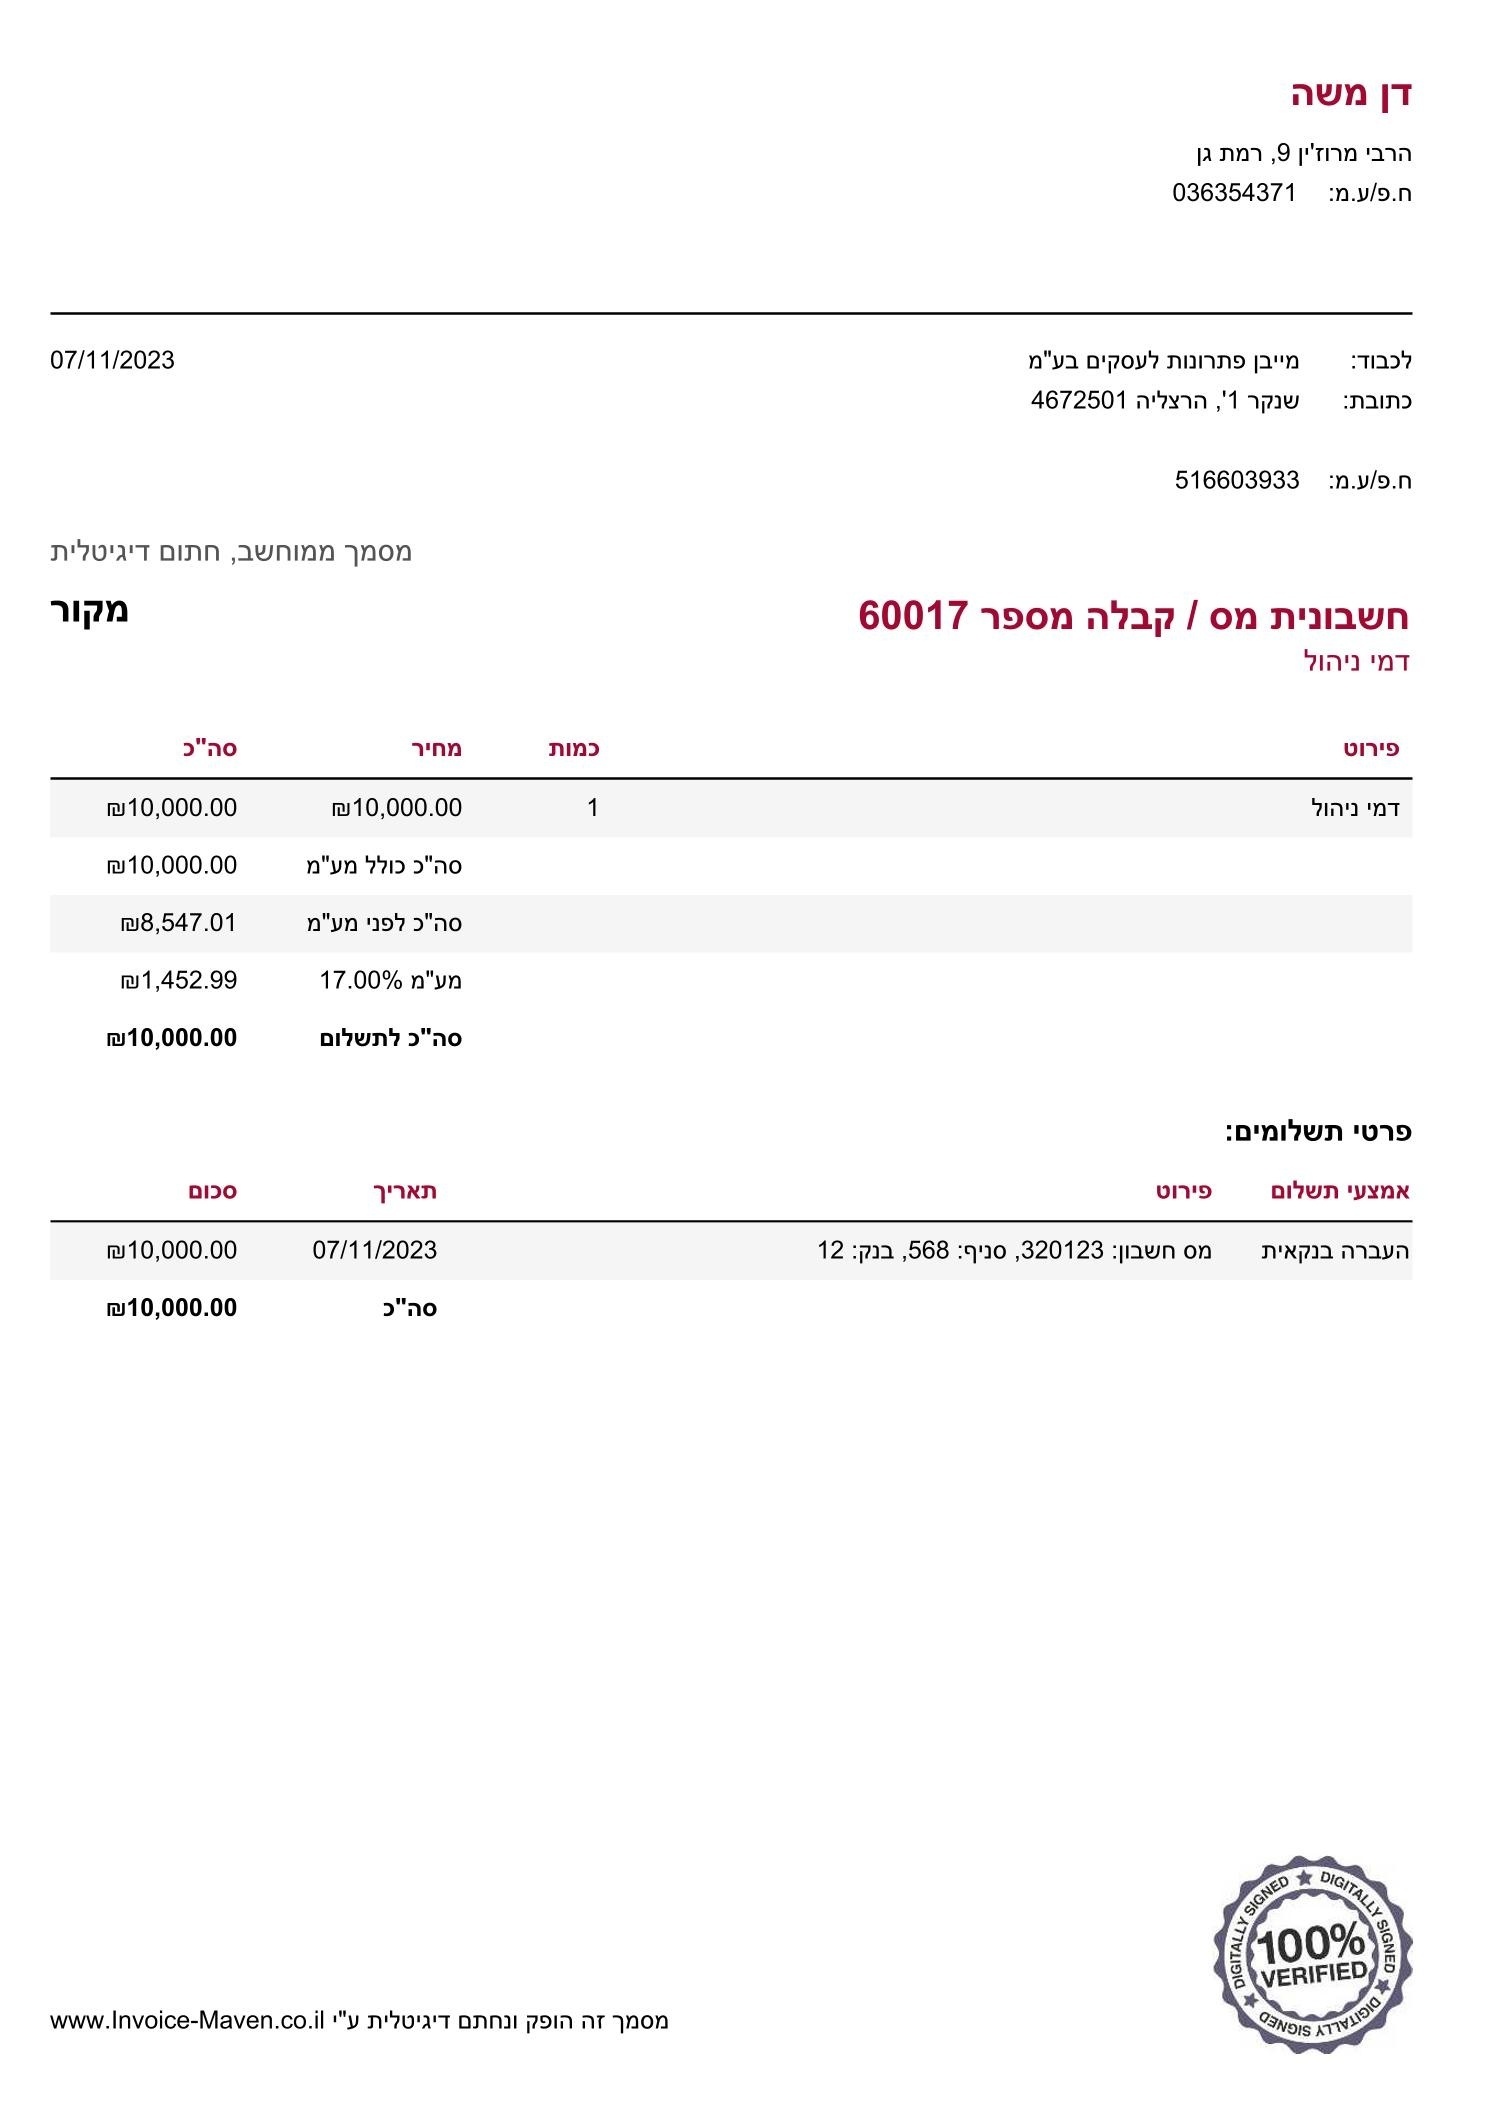 דן משה
הרבי מרוז'ין 9, רמת גן
ח.פ/ע.מ: 036354371
לכבוד: מייבן פתרונות לעסקים בע"מ 07/11/2023
כתובת: שנקר 1', הרצליה 4672501
ח.פ/ע.מ: 516603933
מסמך ממוחשב, חתום דיגיטלית
חשבונית מס / קבלה מספר 60017 מקור
דמי ניהול
פירוט כמות מחיר סה"כ
דמי ניהול 1 ₪10,000.00 ₪10,000.00
סה"כ כולל מע"מ ₪10,000.00
סה"כ לפני מע"מ ₪8,547.01
מע"מ 17.00% ₪1,452.99
סה"כ לתשלום ₪10,000.00
פרטי תשלומים:
אמצעי תשלום פירוט תאריך סכום
העברה בנקאית מס חשבון: 320123, סניף: 568, בנק: 12 07/11/2023 ₪10,000.00
סה"כ ₪10,000.00
DIGITALLY SIGNED ★ DIGITALLY SIGNED ★ DIGITALLY SIGNED ★
100%
VERIFIED
מסמך זה הופק ונחתם דיגיטלית ע"י www.Invoice-Maven.co.il